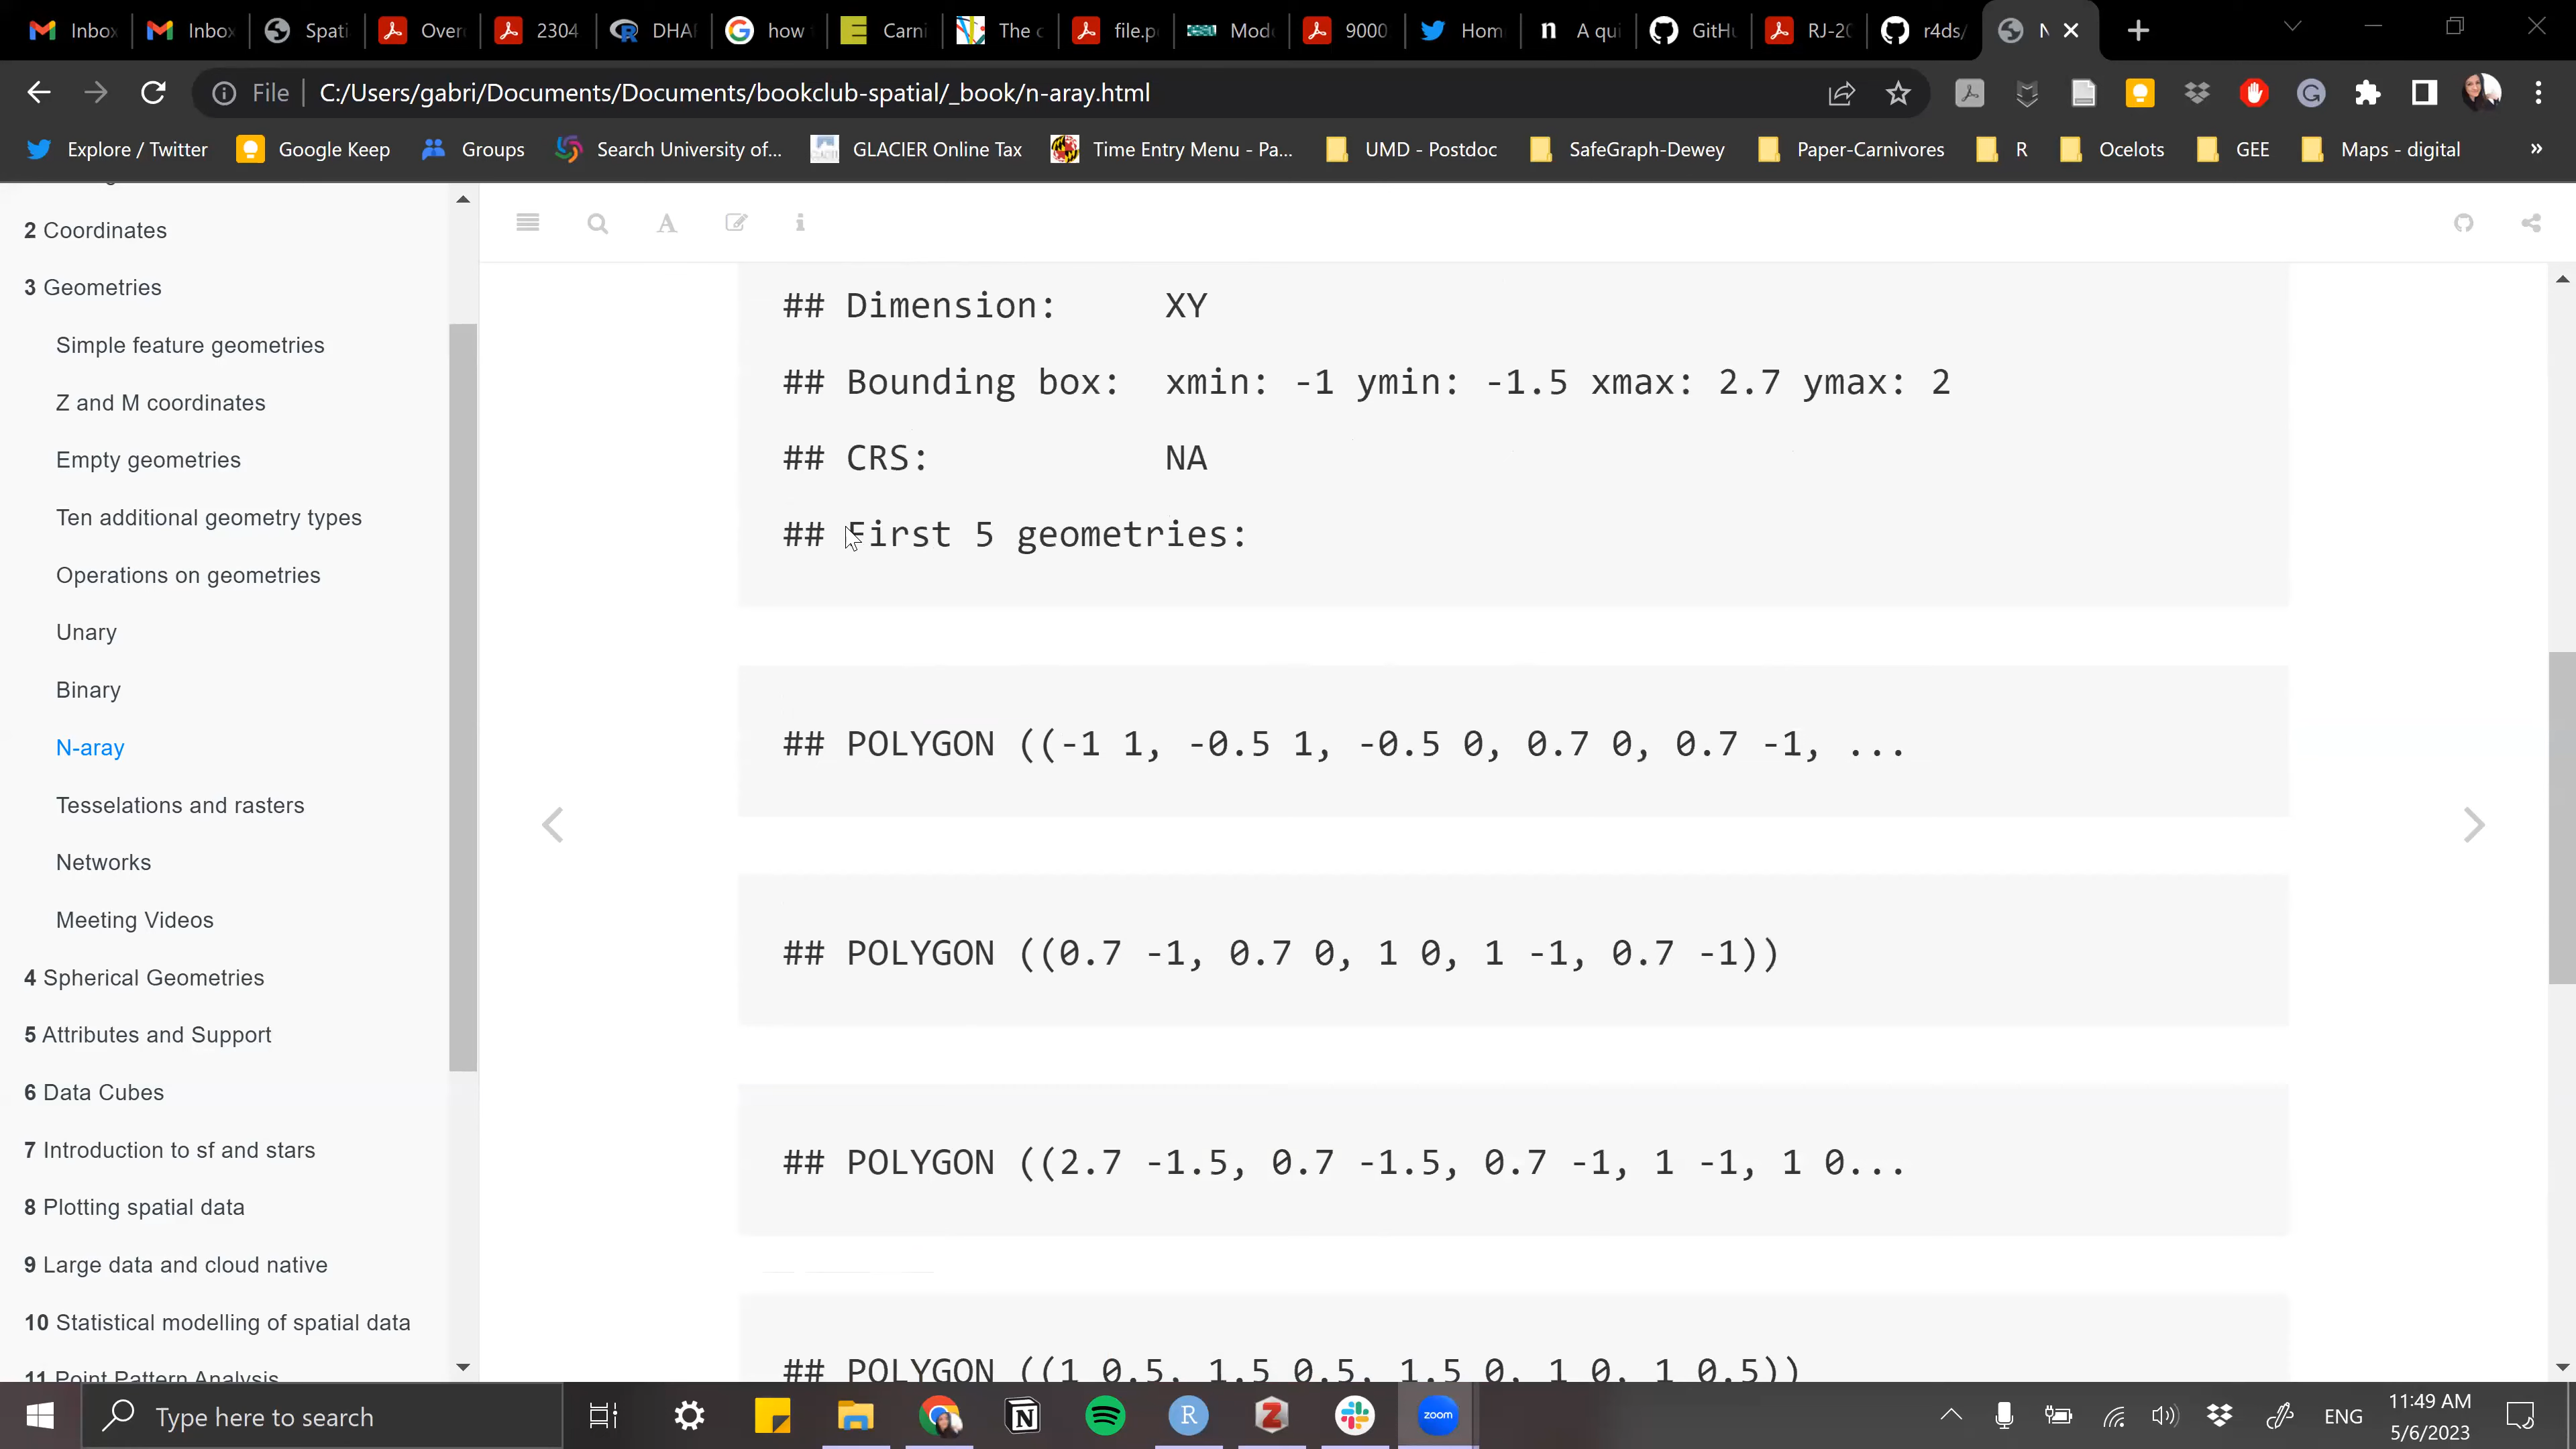 Inbox
Inbox
Spati
Over
2304
DHAF
how
Carni
The c
file.p
Mode
9000
Hom
n
A qui
GitHu
RJ-20
r4ds/
N
File
C:/Users/gabri/Documents/Documents/bookclub-spatial/_book/n-aray.html
Explore / Twitter
Google Keep
Groups
Search University of...
GLACIER Online Tax
Time Entry Menu - Pa...
UMD - Postdoc
SafeGraph-Dewey
Paper-Carnivores
R
Ocelots
GEE
Maps - digital
»
2 Coordinates
3 Geometries
Simple feature geometries
Z and M coordinates
Empty geometries
Ten additional geometry types
Operations on geometries
Unary
Binary
N-aray
Tesselations and rasters
Networks
Meeting Videos
4 Spherical Geometries
5 Attributes and Support
6 Data Cubes
7 Introduction to sf and stars
8 Plotting spatial data
9 Large data and cloud native
10 Statistical modelling of spatial data
11 Point Pattern Analysis
## Dimension: XY
## Bounding box: xmin: -1 ymin: -1.5 xmax: 2.7 ymax: 2
## CRS: NA
## First 5 geometries:
## POLYGON ((-1 1, -0.5 1, -0.5 0, 0.7 0, 0.7 -1, ...
## POLYGON ((0.7 -1, 0.7 0, 1 0, 1 -1, 0.7 -1))
## POLYGON ((2.7 -1.5, 0.7 -1.5, 0.7 -1, 1 -1, 1 0...
## POLYGON ((1 0.5, 1.5 0.5, 1.5 0, 1 0, 1 0.5))
Type here to search
zoom
ENG
11:49 AM
5/6/2023